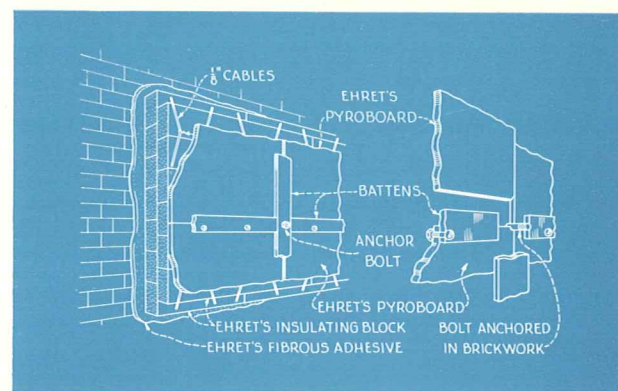 1/8" CABLES
EHRET'S
PYROBOARD
BATTENS
ANCHOR
BOLT
EHRET'S PYROBOARD
EHRET'S INSULATING BLOCK
EHRET'S FIBROUS ADHESIVE
BOLT ANCHORED
IN BRICKWORK